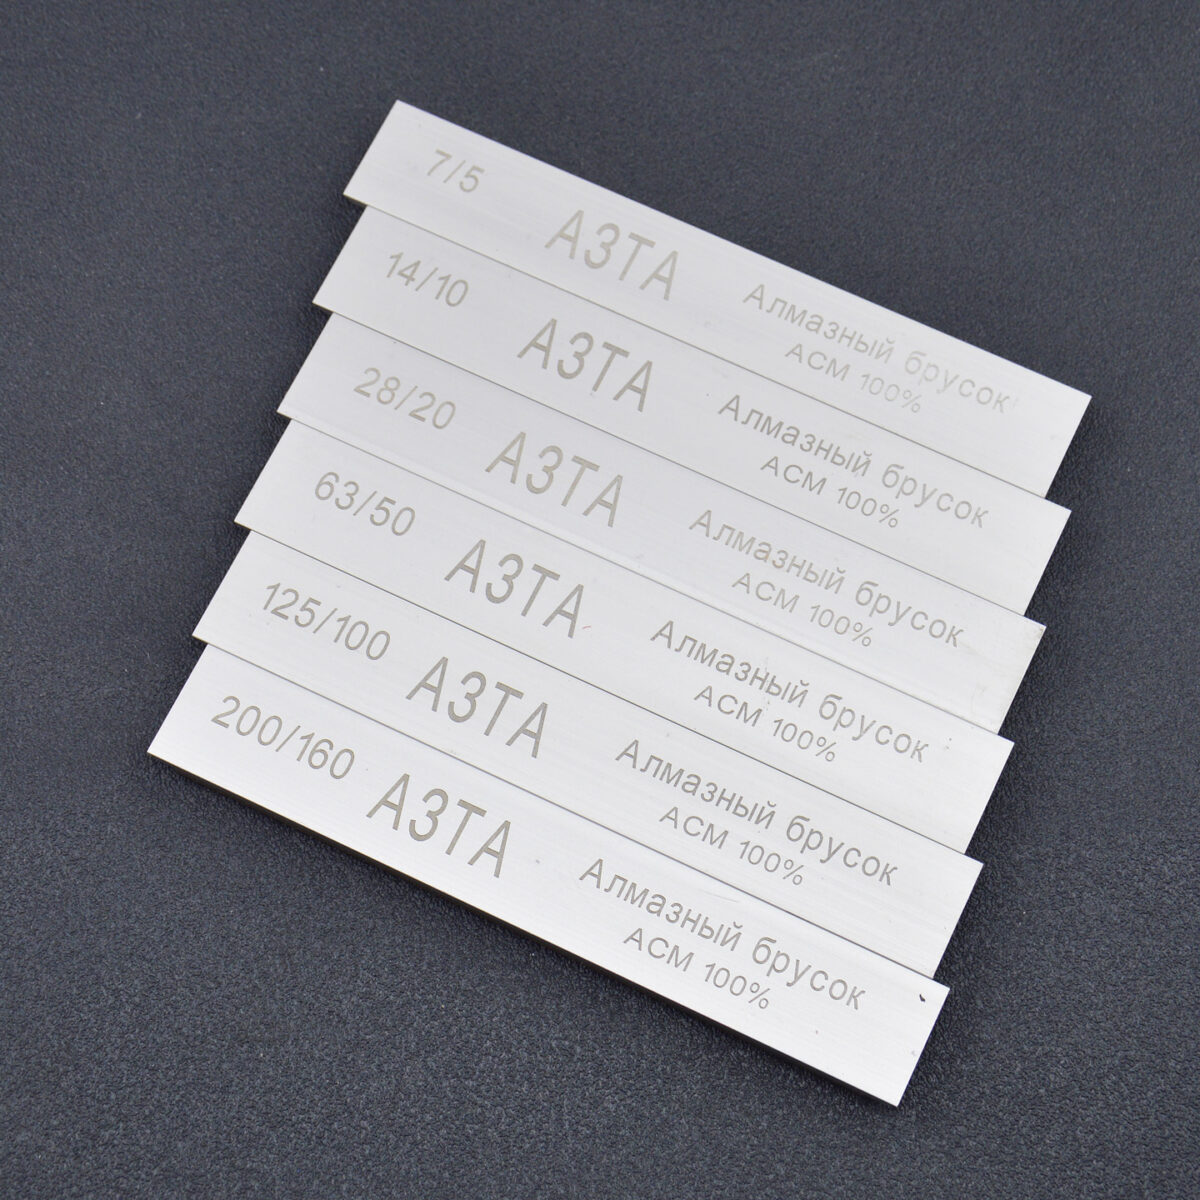 7/5 АЗТА Алмазный брусок
АСМ 100%
14/10 АЗТА Алмазный брусок
АСМ 100%
28/20 АЗТА Алмазный брусок
АСМ 100%
63/50 АЗТА Алмазный брусок
АСМ 100%
125/100 АЗТА Алмазный брусок
АСМ 100%
200/160 АЗТА Алмазный брусок
АСМ 100%